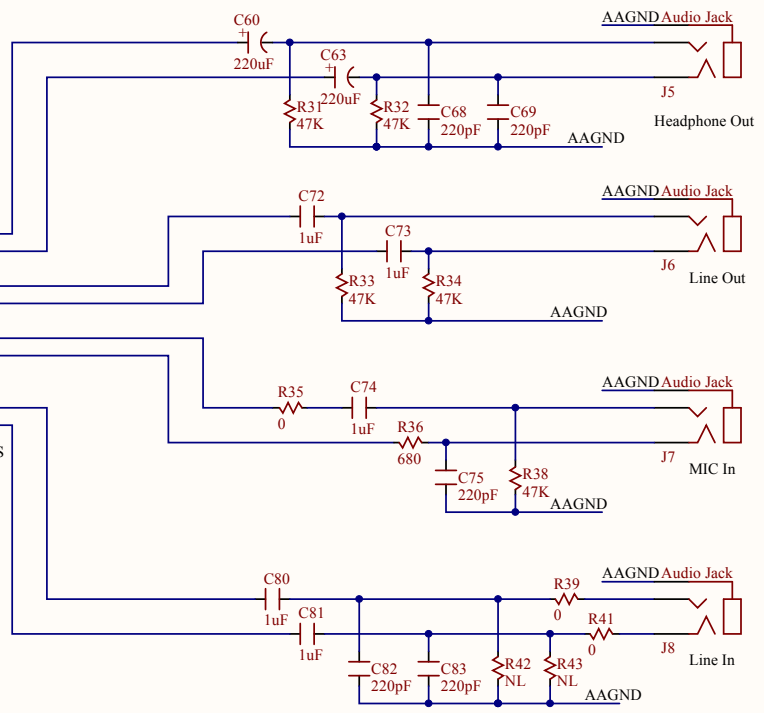 C60
AAGND Audio Jack
+
220uF
C63
+
220uF
R31
47K
R32
47K
C68
220pF
C69
220pF
J5
Headphone Out
AAGND
C72
1uF
AAGND Audio Jack
C73
1uF
R33
47K
R34
47K
J6
Line Out
AAGND
AAGND Audio Jack
R35
0
C74
1uF
R36
680
J7
MIC In
S
C75
220pF
R38
47K
AAGND
AAGND Audio Jack
C80
1uF
R39
0
C81
1uF
R41
0
J8
Line In
C82
220pF
C83
220pF
R42
NL
R43
NL
AAGND